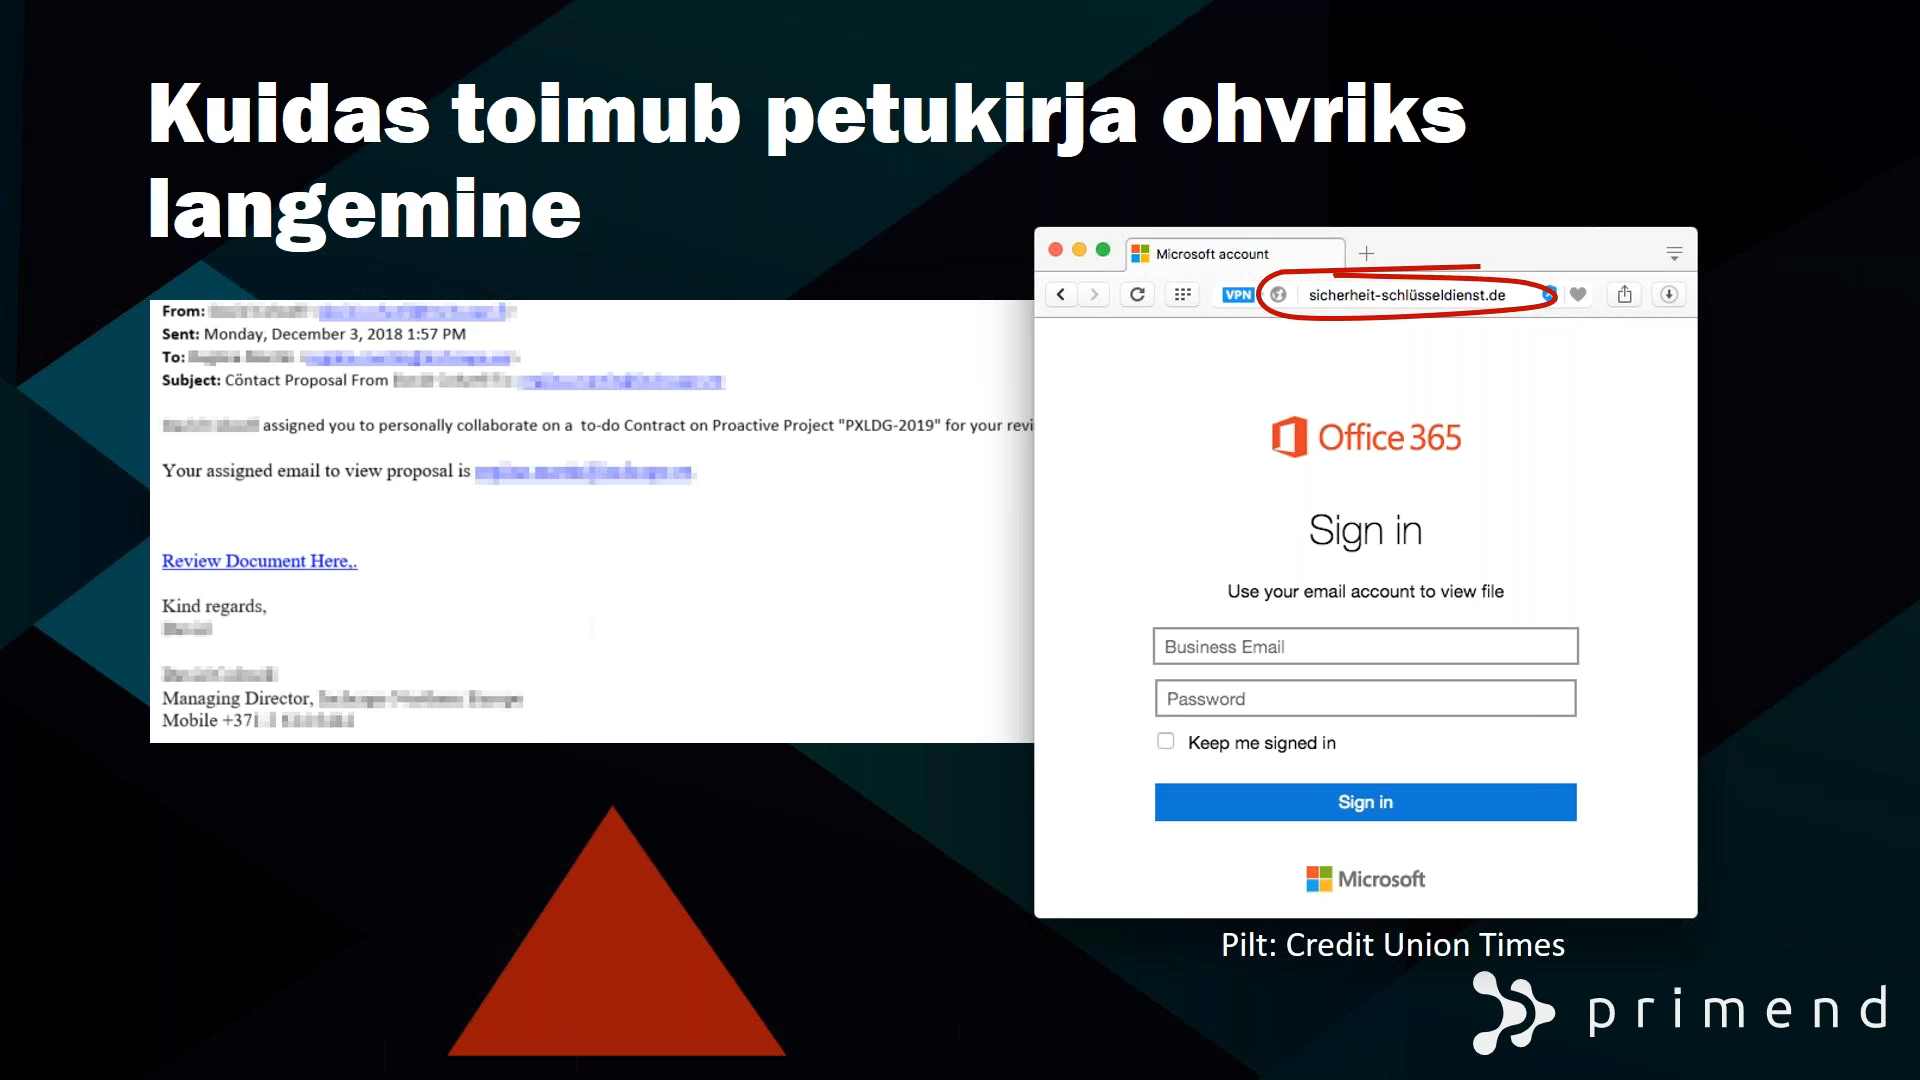 Kuidas toimub petukirja ohvriks
langemine
From:
Sent: Monday, December 3, 2018 1:57 PM
To:
Subject: Cöntact Proposal From
assigned you to personally collaborate on a to-do Contract on Proactive Project "PXLDG-2019" for your revi
Your assigned email to view proposal is
Review Document Here,.
Kind regards,
Managing Director,
Mobile +371
Microsoft account
VPN
sicherheit-schlüsseldienst.de
Office 365
Sign in
Use your email account to view file
Business Email
Password
Keep me signed in
Sign in
Microsoft
Pilt: Credit Union Times
primend